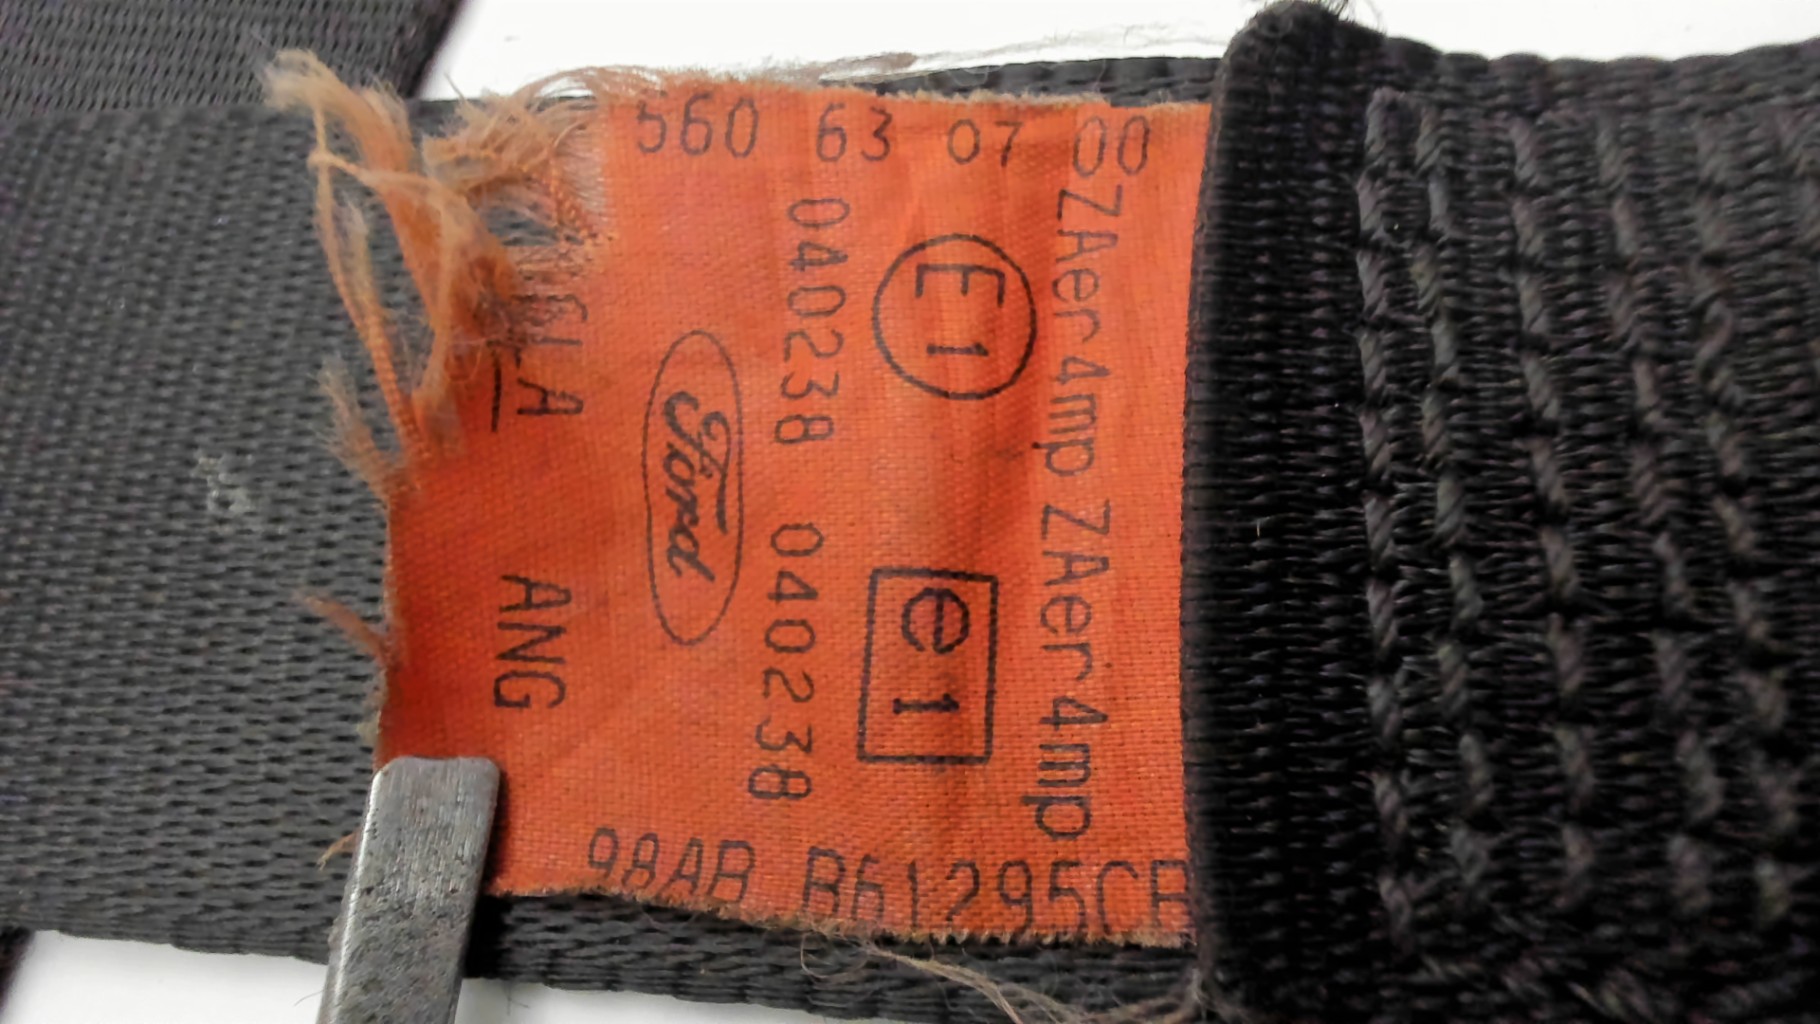 560 63 07 00
ZAer4mp ZAer4mp
E1
e1
040238 040238
Ford
ANG
98AB B61295CB